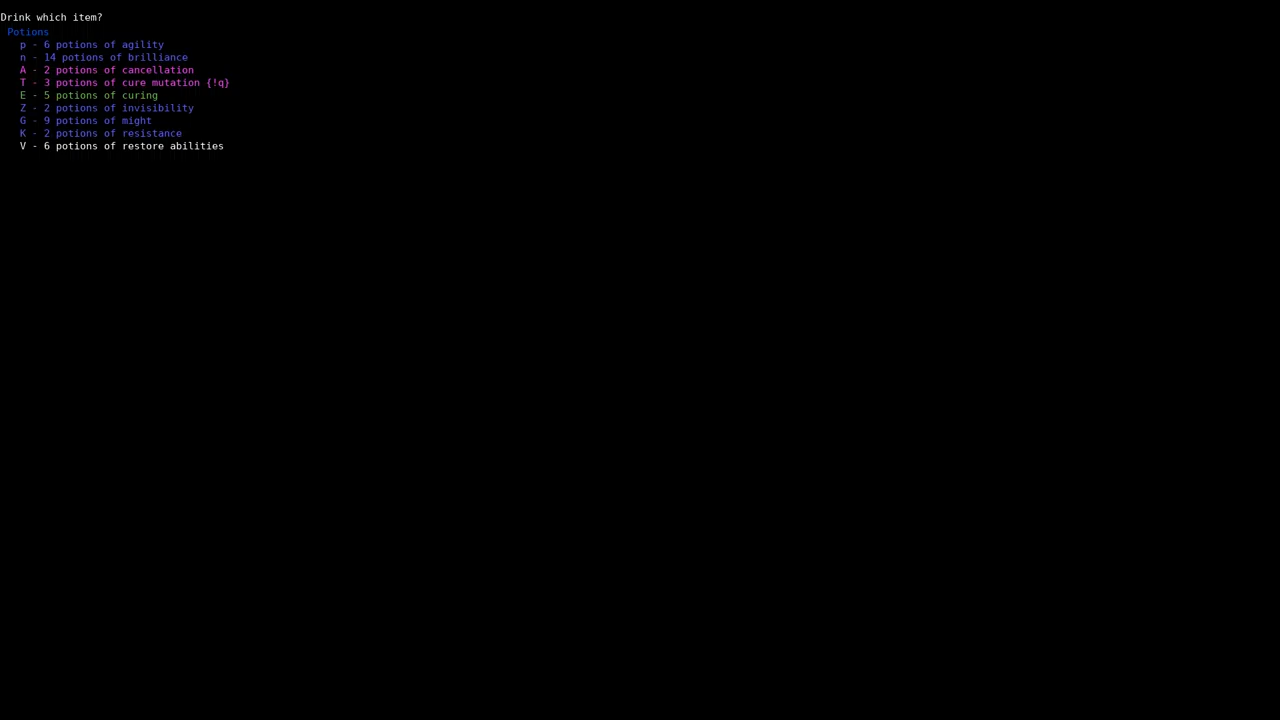 Drink which item?
Potions
p - 6 potions of agility
n - 14 potions of brilliance
A - 2 potions of cancellation
T - 3 potions of cure mutation {!q}
E - 5 potions of curing
Z - 2 potions of invisibility
G - 9 potions of might
K - 2 potions of resistance
V - 6 potions of restore abilities